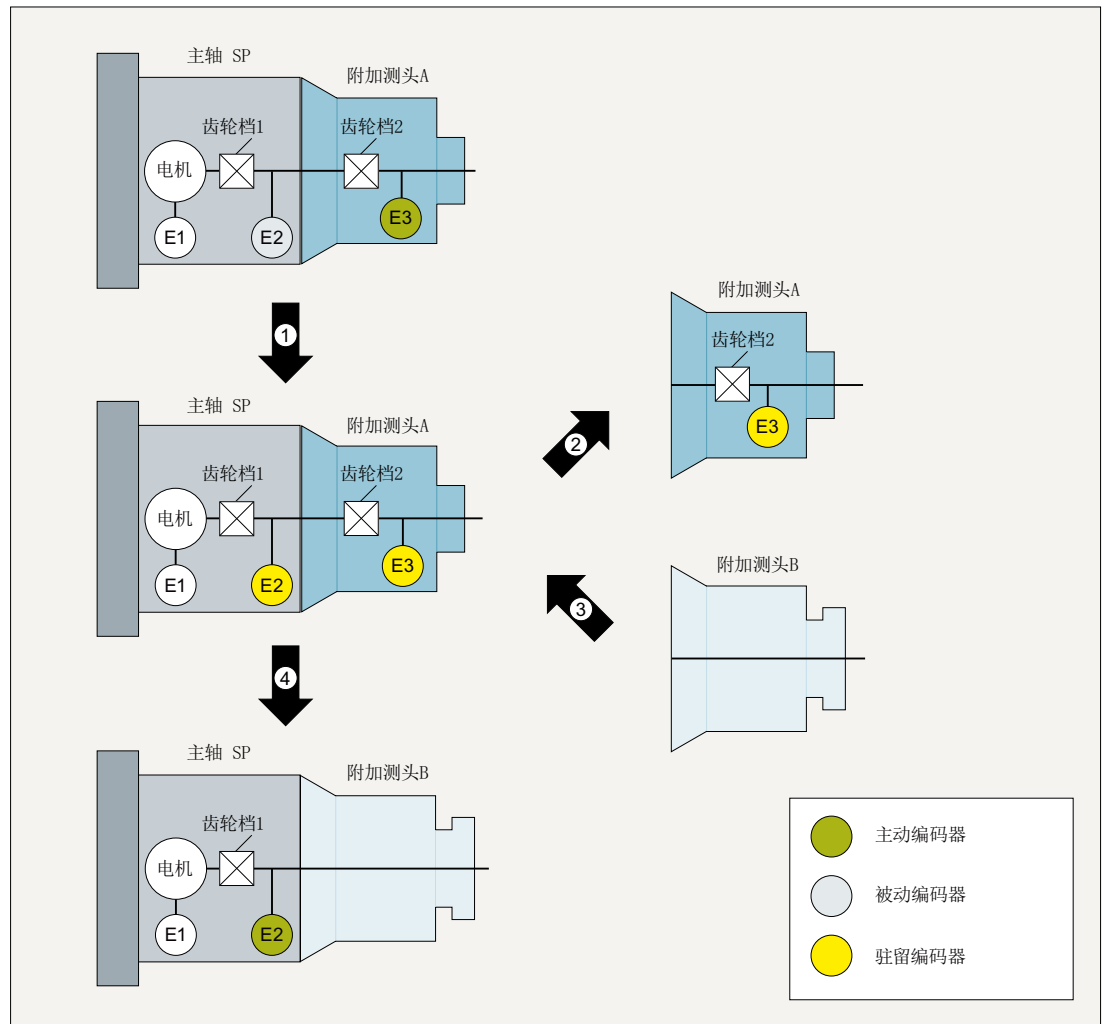 主轴 SP
附加测头A
齿轮档1
齿轮档2
电机
E1
E2
E3
1
附加测头A
齿轮档2
E3
主轴 SP
附加测头A
齿轮档1
齿轮档2
电机
E1
E2
E3
2
附加测头B
3
4
主轴 SP
附加测头B
齿轮档1
电机
E1
E2
主动编码器
被动编码器
驻留编码器